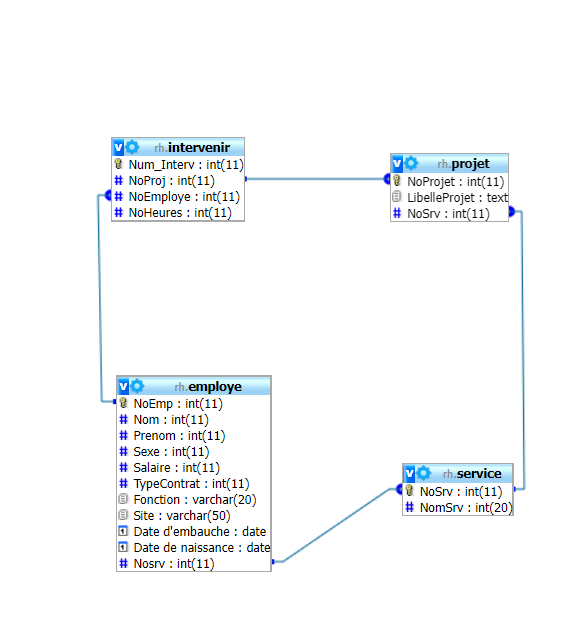 rh.intervenir
Num_Interv : int(11)
NoProj : int(11)
NoEmploye : int(11)
NoHeures : int(11)
rh.projet
NoProjet : int(11)
LibelleProjet : text
NoSrv : int(11)
rh.employe
NoEmp : int(11)
Nom : int(11)
Prenom : int(11)
Sexe : int(11)
Salaire : int(11)
TypeContrat : int(11)
Fonction : varchar(20)
Site : varchar(50)
Date d'embauche : date
Date de naissance : date
Nosrv : int(11)
rh.service
NoSrv : int(11)
NomSrv : int(20)